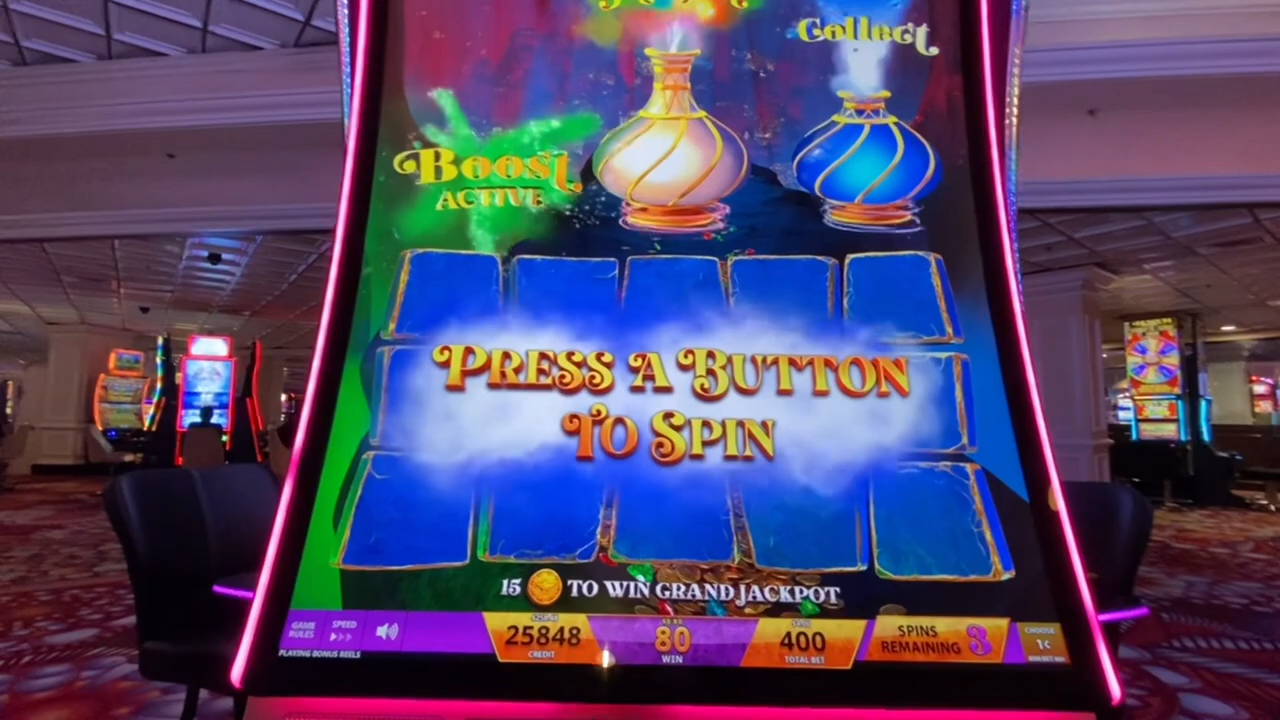 Collect
BOOST
ACTIVE
PRESS A BUTTON
TO SPIN
15 TO WIN GRAND JACKPOT
GAME
RULES
SPEED
PLAYING BONUS REELS
25848
CREDIT
80
WIN
400
TOTAL BET
SPINS
REMAINING 3
CHOOSE
1¢